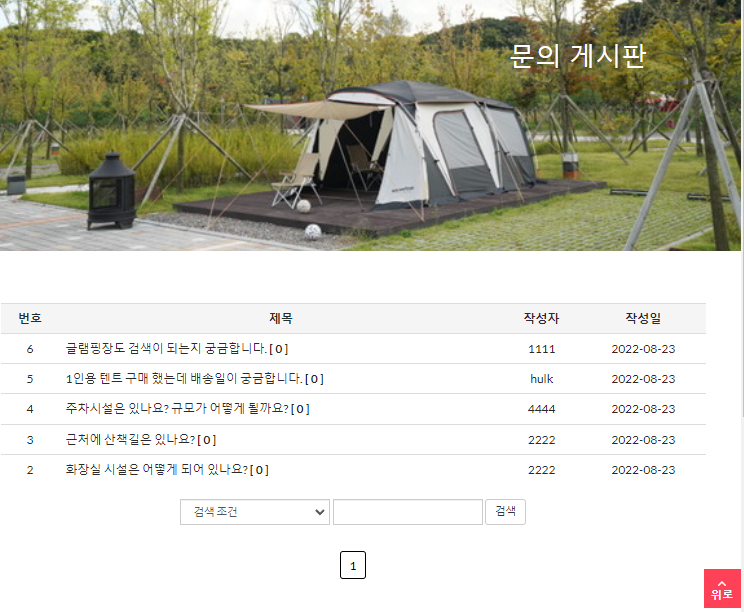 문의 게시판
번호 제목 작성자 작성일
6 글램핑장도 검색이 되는지 궁금합니다. [ 0 ] 1111 2022-08-23
5 1인용 텐트 구매 했는데 배송일이 궁금합니다. [ 0 ] hulk 2022-08-23
4 주차시설은 있나요? 규모가 어떻게 될까요? [ 0 ] 4444 2022-08-23
3 근처에 산책길은 있나요? [ 0 ] 2222 2022-08-23
2 화장실 시설은 어떻게 되어 있나요? [ 0 ] 2222 2022-08-23
검색 조건 검색
1
위로